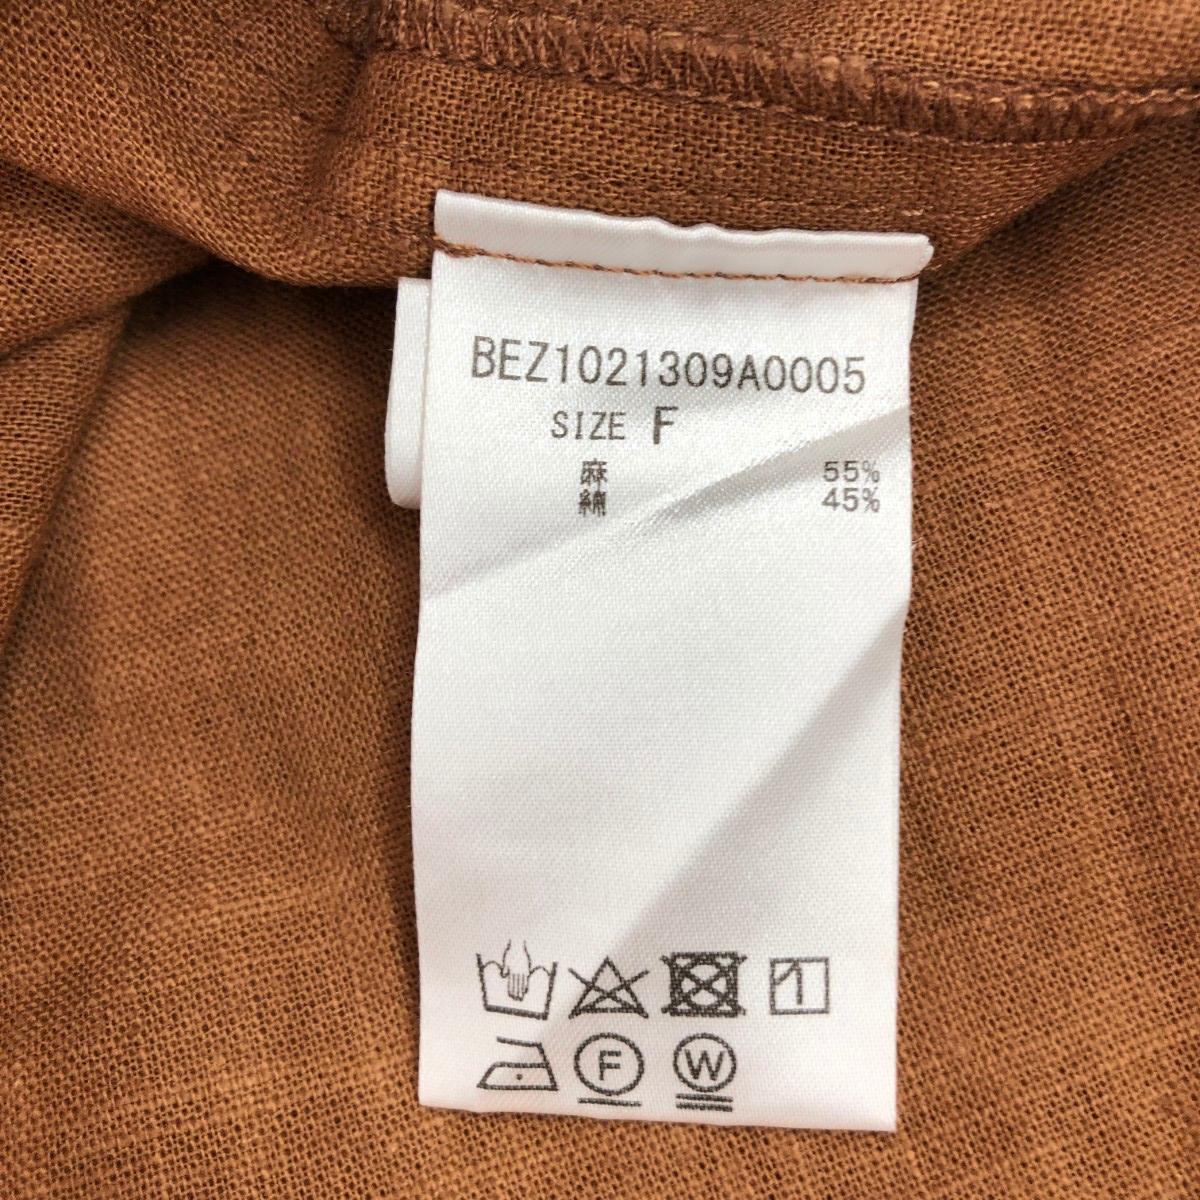 BEZ1021309A0005
SIZE F
麻 55%
綿 45%
F W